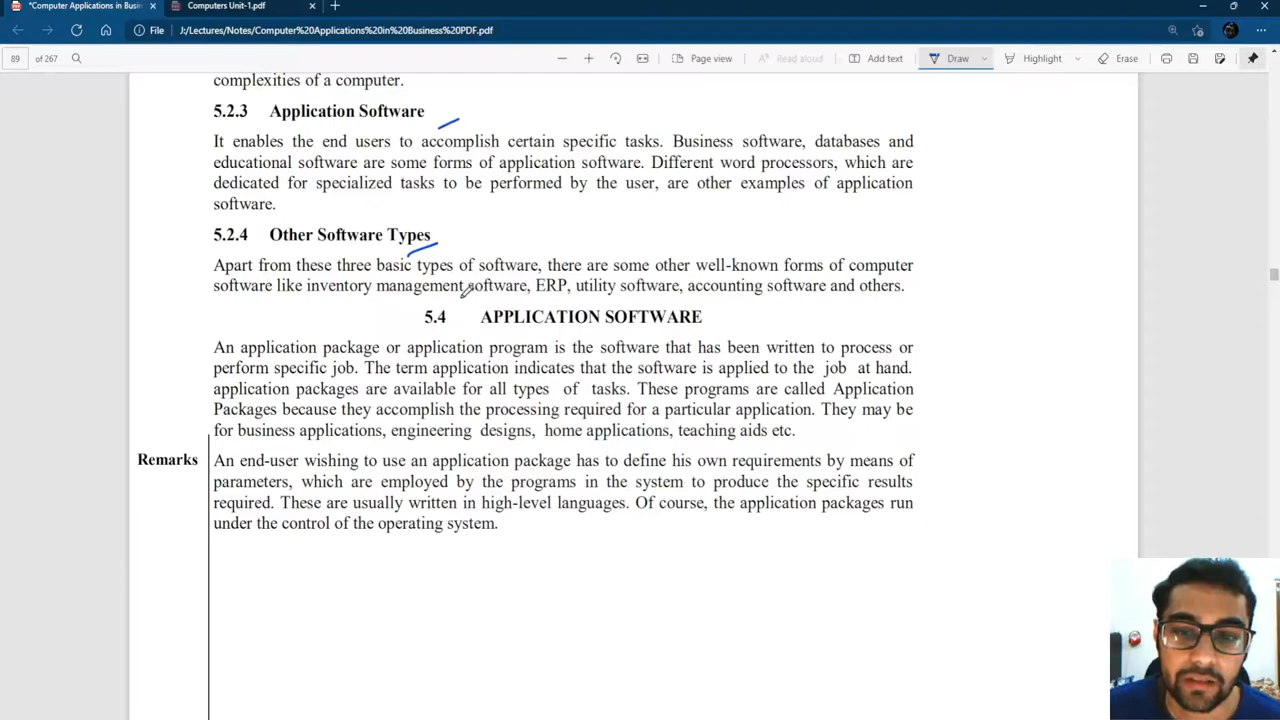 *Computer Applications in Busin
Computers Unit-1.pdf
File
J:/Lectures/Notes/Computer%20Applications%20in%20Business%20PDF.pdf
89 of 267
Page view
Read aloud
Add text
Draw
Highlight
Erase
complexities of a computer.
5.2.3 Application Software
It enables the end users to accomplish certain specific tasks. Business software, databases and
educational software are some forms of application software. Different word processors, which are
dedicated for specialized tasks to be performed by the user, are other examples of application
software.
5.2.4 Other Software Types
Apart from these three basic types of software, there are some other well-known forms of computer
software like inventory management software, ERP, utility software, accounting software and others.
5.4 APPLICATION SOFTWARE
An application package or application program is the software that has been written to process or
perform specific job. The term application indicates that the software is applied to the job at hand.
application packages are available for all types of tasks. These programs are called Application
Packages because they accomplish the processing required for a particular application. They may be
for business applications, engineering designs, home applications, teaching aids etc.
Remarks
An end-user wishing to use an application package has to define his own requirements by means of
parameters, which are employed by the programs in the system to produce the specific results
required. These are usually written in high-level languages. Of course, the application packages run
under the control of the operating system.